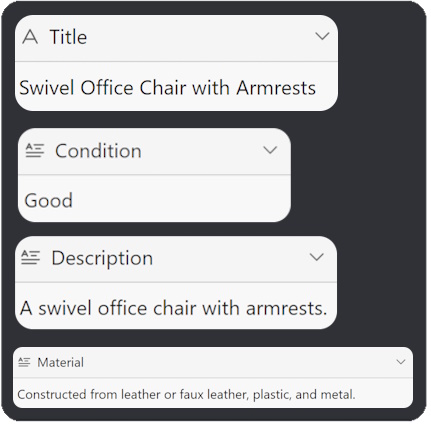 Title
Swivel Office Chair with Armrests
Condition
Good
Description
A swivel office chair with armrests.
Material
Constructed from leather or faux leather, plastic, and metal.